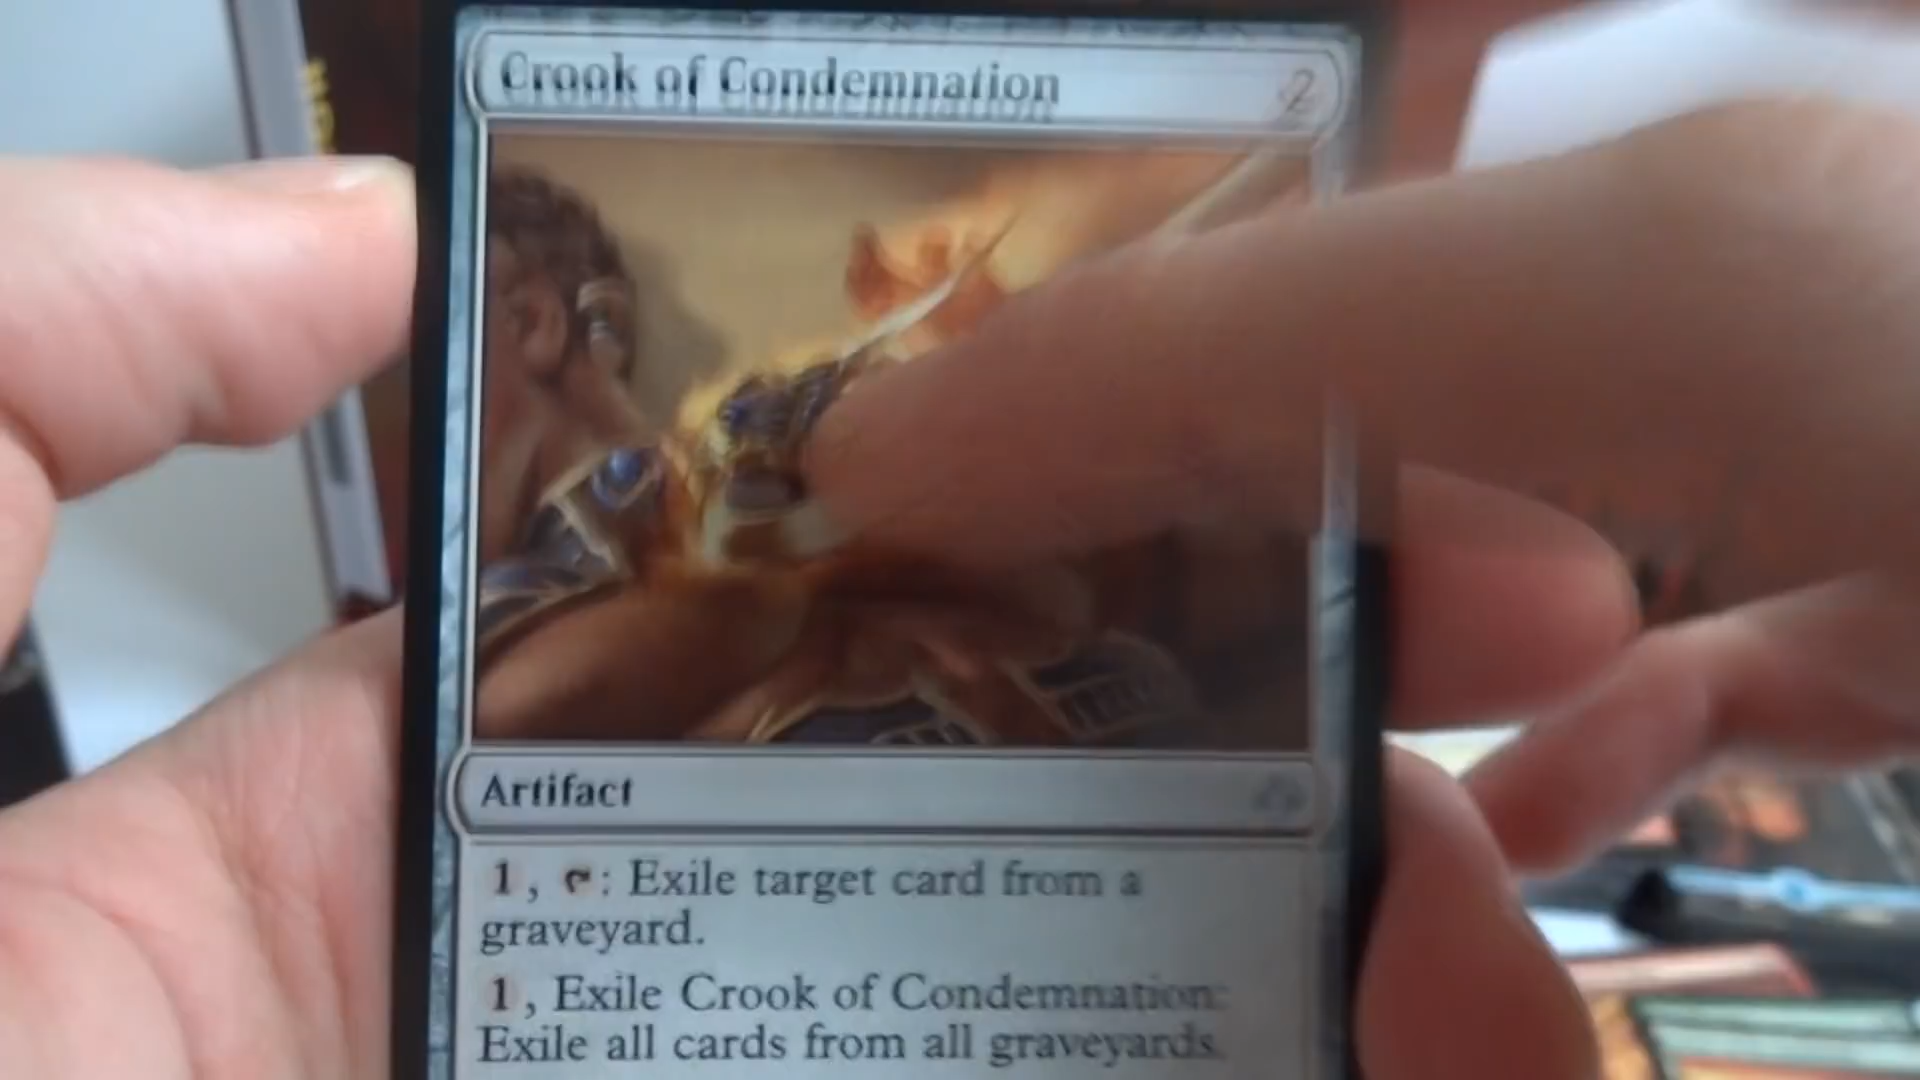 Crook of Condemnation 2
Artifact
1, : Exile target card from a
graveyard.
1, Exile Crook of Condemnation:
Exile all cards from all graveyards.